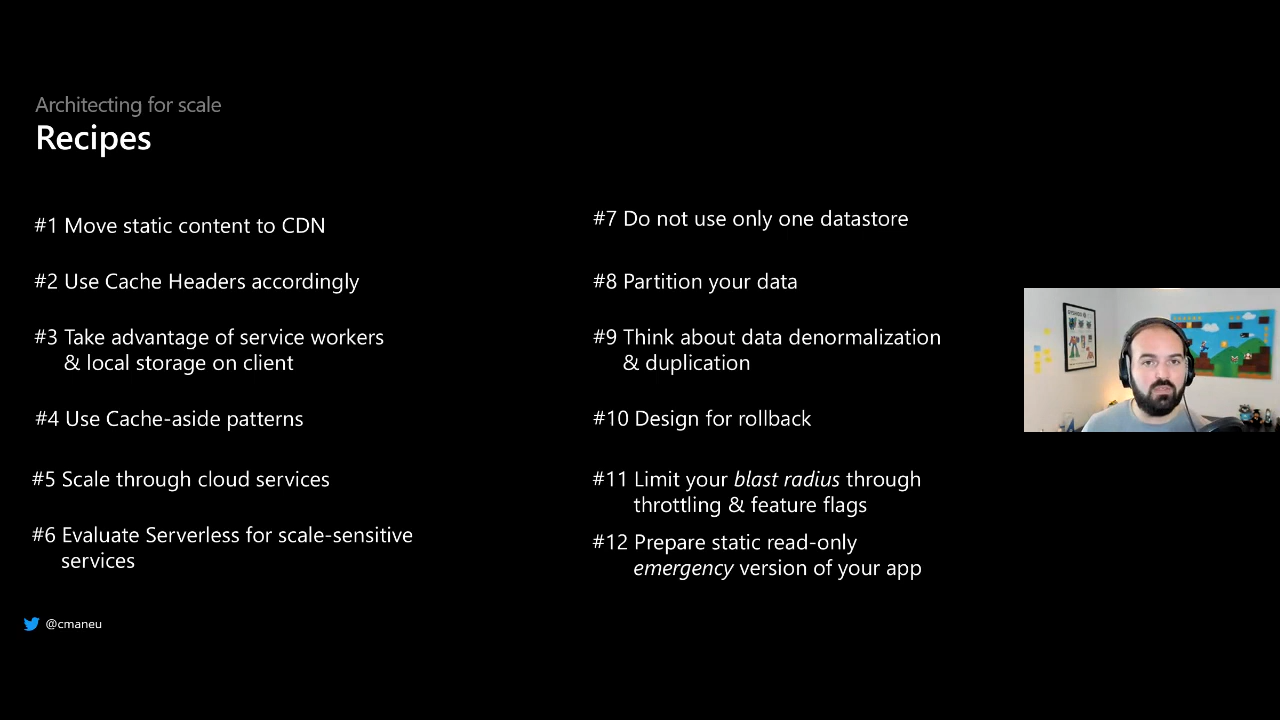 Architecting for scale
Recipes
#1 Move static content to CDN
#2 Use Cache Headers accordingly
#3 Take advantage of service workers
& local storage on client
#4 Use Cache-aside patterns
#5 Scale through cloud services
#6 Evaluate Serverless for scale-sensitive
services
#7 Do not use only one datastore
#8 Partition your data
#9 Think about data denormalization
& duplication
#10 Design for rollback
#11 Limit your blast radius through
throttling & feature flags
#12 Prepare static read-only
emergency version of your app
@cmaneu